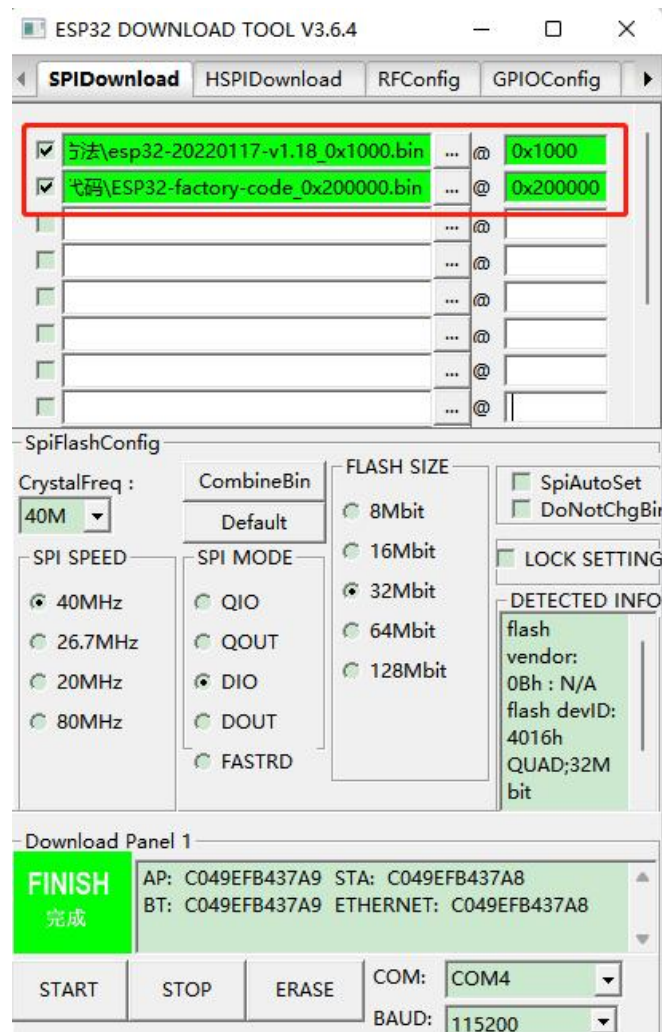 ESP32 DOWNLOAD TOOL V3.6.4
SPIDownload HSPIDownload RFConfig GPIOConfig
方法\esp32-20220117-v1.18_0x1000.bin ... @ 0x1000
代码\ESP32-factory-code_0x200000.bin ... @ 0x200000
... @
... @
... @
... @
... @
... @
SpiFlashConfig
CrystalFreq :
40M
CombineBin
Default
SPI SPEED
40MHz
26.7MHz
20MHz
80MHz
SPI MODE
QIO
QOUT
DIO
DOUT
FASTRD
FLASH SIZE
8Mbit
16Mbit
32Mbit
64Mbit
128Mbit
SpiAutoSet
DoNotChgBin
LOCK SETTING
DETECTED INFO
flash
vendor:
0Bh : N/A
flash devID:
4016h
QUAD;32M
bit
Download Panel 1
FINISH
完成
AP: C049EFB437A9 STA: C049EFB437A8
BT: C049EFB437A9 ETHERNET: C049EFB437A8
START STOP ERASE
COM: COM4
BAUD: 115200